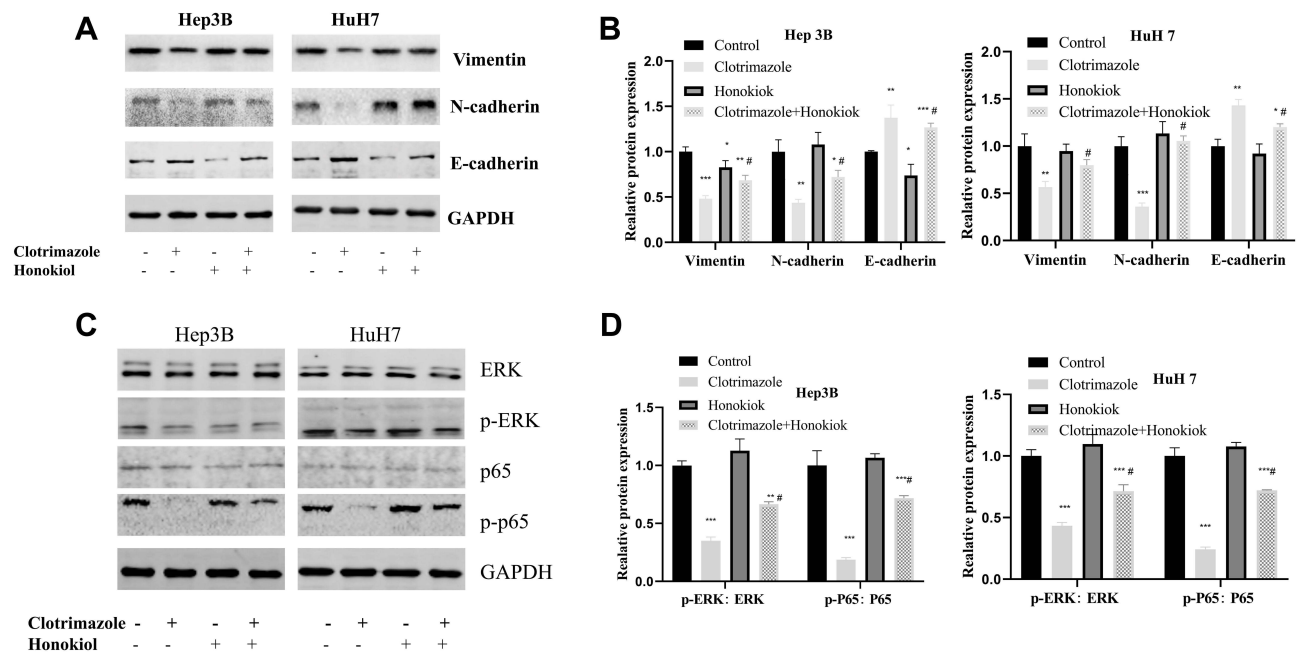 A
Hep3B HuH7
Vimentin
N-cadherin
E-cadherin
GAPDH
Clotrimazole - + - + - + - +
Honokiol - - + + - - + +
B
Hep 3B
Control
Clotrimazole
Honokiok
Clotrimazole+Honokiok
Realative protein expression
2.0
1.5
1.0
0.5
0.0
*** * ** #
** * #
** * *** #
Vimentin N-cadherin E-cadherin
HuH 7
Control
Clotrimazole
Honokiok
Clotrimazole+Honokiok
Realative protein expression
2.0
1.5
1.0
0.5
0.0
** #
*** #
** * #
Vimentin N-cadherin E-cadherin
C
Hep3B HuH7
ERK
p-ERK
p65
p-p65
GAPDH
Clotrimazole - + - + - + - +
Honokiol - - + + - - + +
D
Hep3B
Control
Clotrimazole
Honokiok
Clotrimazole+Honokiok
Realative protein expression
1.5
1.0
0.5
0.0
*** ** #
*** ***#
p-ERK: ERK p-P65: P65
HuH 7
Control
Clotrimazole
Honokiok
Clotrimazole+Honokiok
Realative protein expression
1.5
1.0
0.5
0.0
*** *** #
*** ***#
p-ERK: ERK p-P65: P65